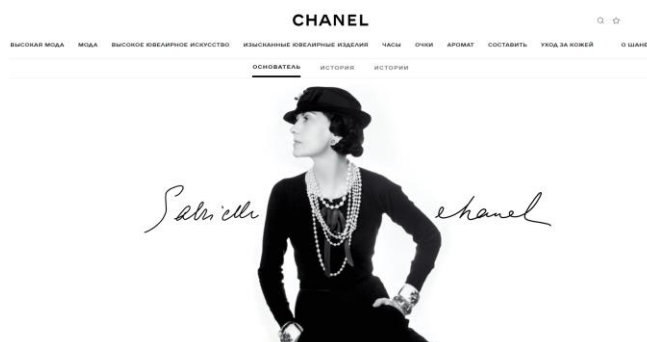 CHANEL
ВЫСОКАЯ МОДА МОДА ВЫСОКОЕ ЮВЕЛИРНОЕ ИСКУССТВО ИЗЫСКАННЫЕ ЮВЕЛИРНЫЕ ИЗДЕЛИЯ ЧАСЫ ОЧКИ АРОМАТ СОСТАВИТЬ УХОД ЗА КОЖЕЙ О ШАНЕ
ОСНОВАТЕЛЬ ИСТОРИЯ ИСТОРИИ
Gabrielle Chanel